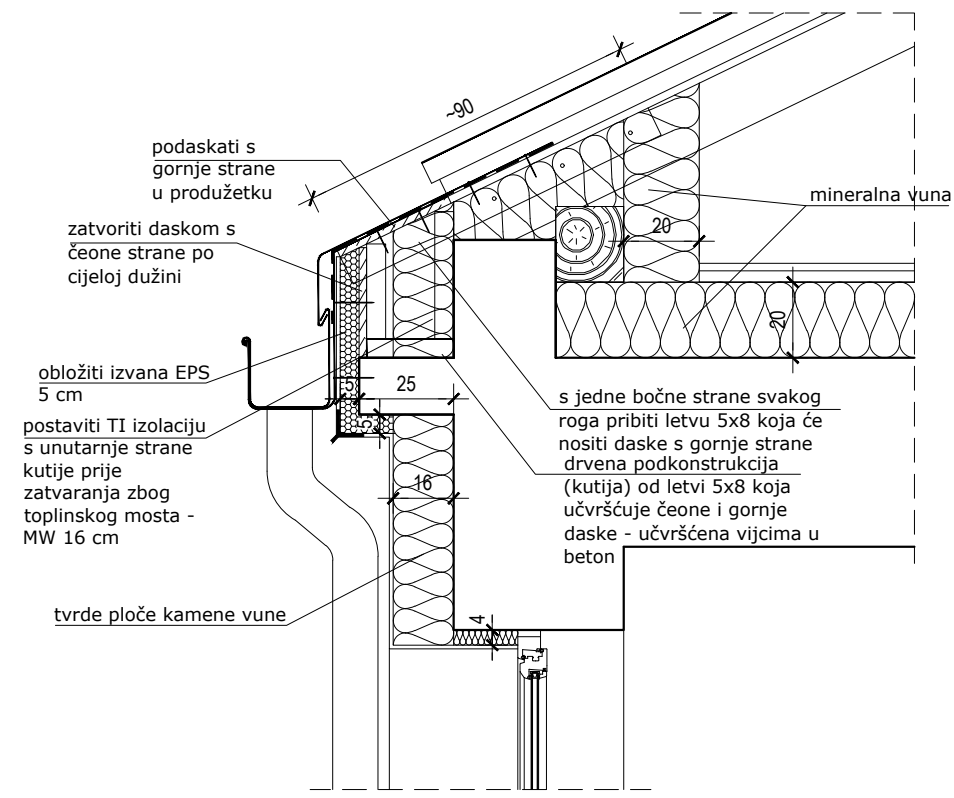 ~90
podaskati s
gornje strane
u produžetku
mineralna vuna
zatvoriti daskom s
čeone strane po
cijeloj dužini
20
20
obložiti izvana EPS
5 cm
5
25
s jedne bočne strane svakog
roga pribiti letvu 5x8 koja će
nositi daske s gornje strane
postaviti TI izolaciju
s unutarnje strane
kutije prije
zatvaranja zbog
toplinskog mosta -
MW 16 cm
5
drvena podkonstrukcija
(kutija) od letvi 5x8 koja
učvršćuje čeone i gornje
daske - učvršćena vijcima u
beton
16
tvrde ploče kamene vune
4